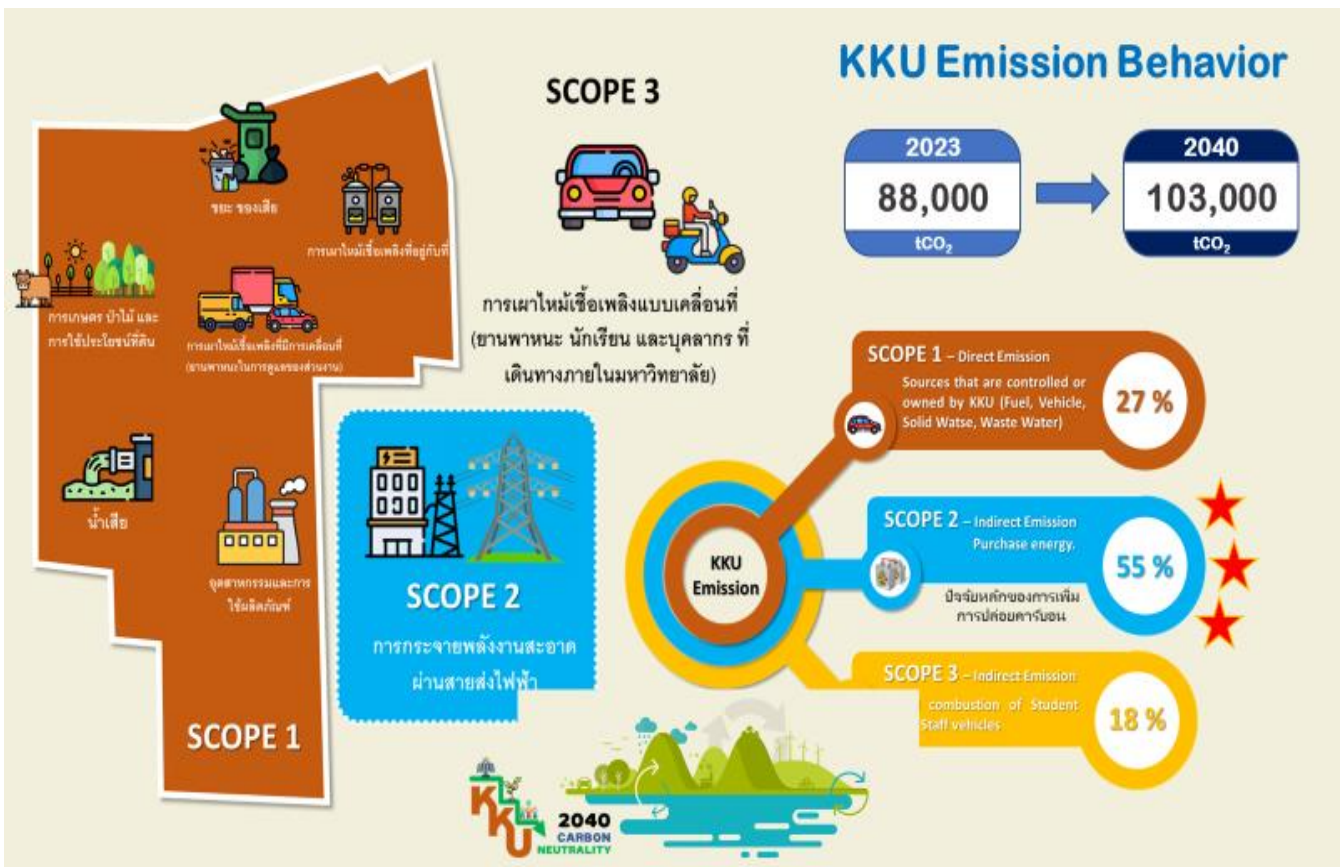 KKU Emission Behavior
SCOPE 3
2023
88,000
tCO₂
2040
103,000
tCO₂
ขยะ ของเสีย
การเผาไหม้เชื้อเพลิงที่อยู่กับที่
การเกษตร ป่าไม้ และ
การใช้ประโยชน์ที่ดิน
การเผาไหม้เชื้อเพลิงที่มีการเคลื่อนที่
(ยานพาหนะในการดูแลของส่วนงาน)
น้ำเสีย
อุตสาหกรรมและการ
ใช้ผลิตภัณฑ์
SCOPE 1
การเผาไหม้เชื้อเพลิงแบบเคลื่อนที่
(ยานพาหนะ นักเรียน และบุคลากร ที่
เดินทางภายในมหาวิทยาลัย)
SCOPE 2
การกระจายพลังงานสะอาด
ผ่านสายส่งไฟฟ้า
KKU
Emission
SCOPE 1 – Direct Emission
Sources that are controlled or
owned by KKU (Fuel, Vehicle,
Solid Watse, Waste Water)
27 %
SCOPE 2 – Indirect Emission
Purchase energy.
ปัจจัยหลักของการเพิ่ม
การปล่อยคาร์บอน
55 %
SCOPE 3 – Indirect Emission
combustion of Student
Staff vehicles
18 %
KKU
2040
CARBON
NEUTRALITY